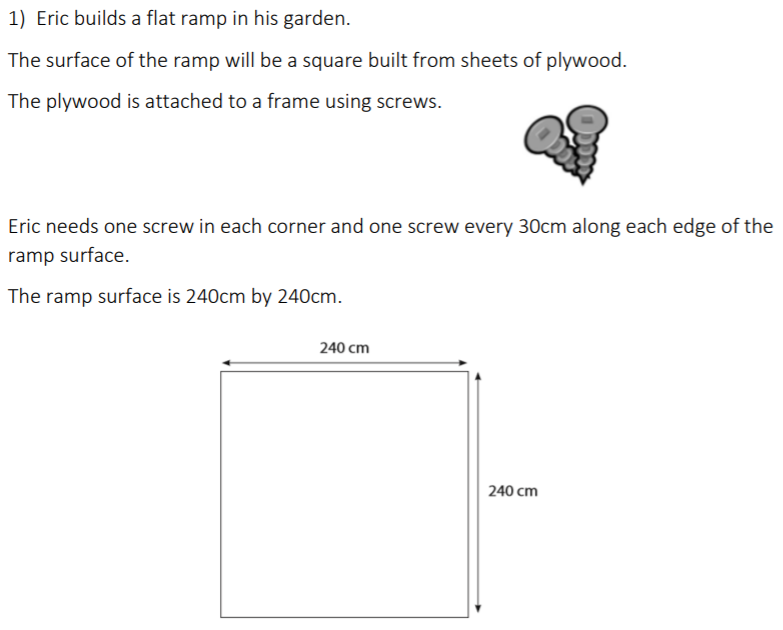 1) Eric builds a flat ramp in his garden.
The surface of the ramp will be a square built from sheets of plywood.
The plywood is attached to a frame using screws.
Eric needs one screw in each corner and one screw every 30cm along each edge of the
ramp surface.
The ramp surface is 240cm by 240cm.
240 cm
240 cm